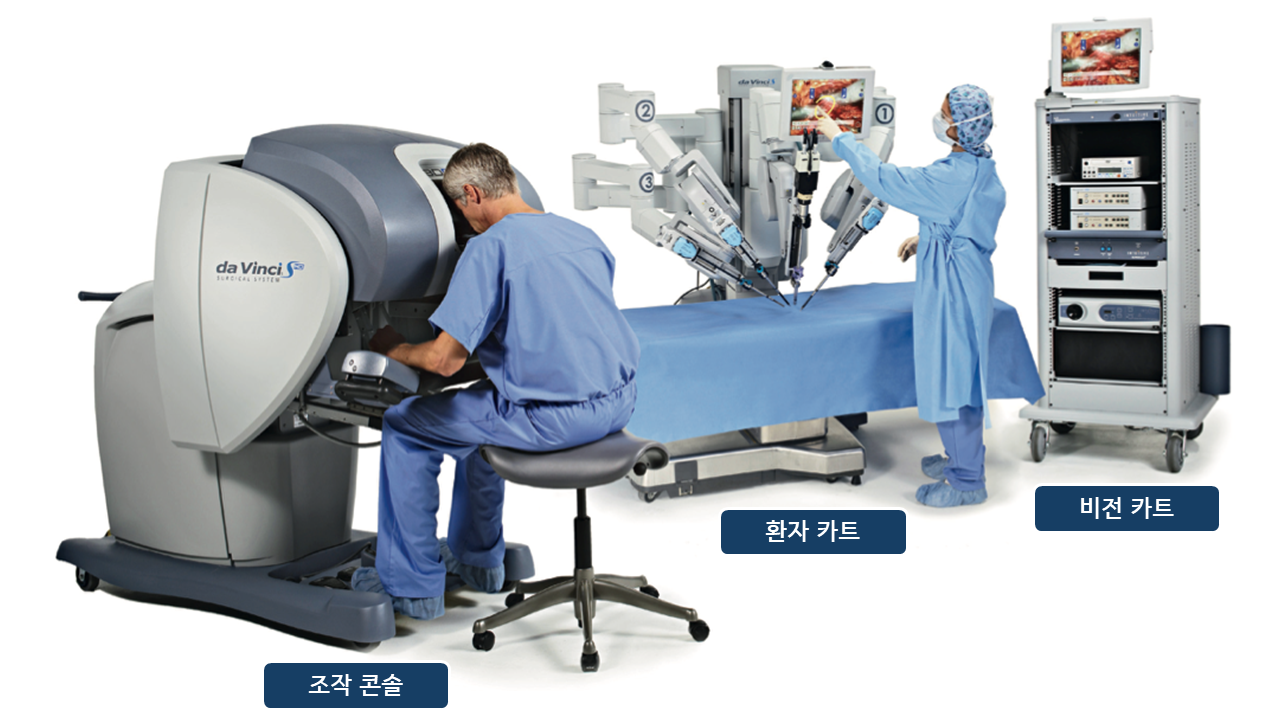 da Vinci S
②
①
③
da Vinci S HD
SURGICAL SYSTEM
비전 카트
환자 카트
조작 콘솔